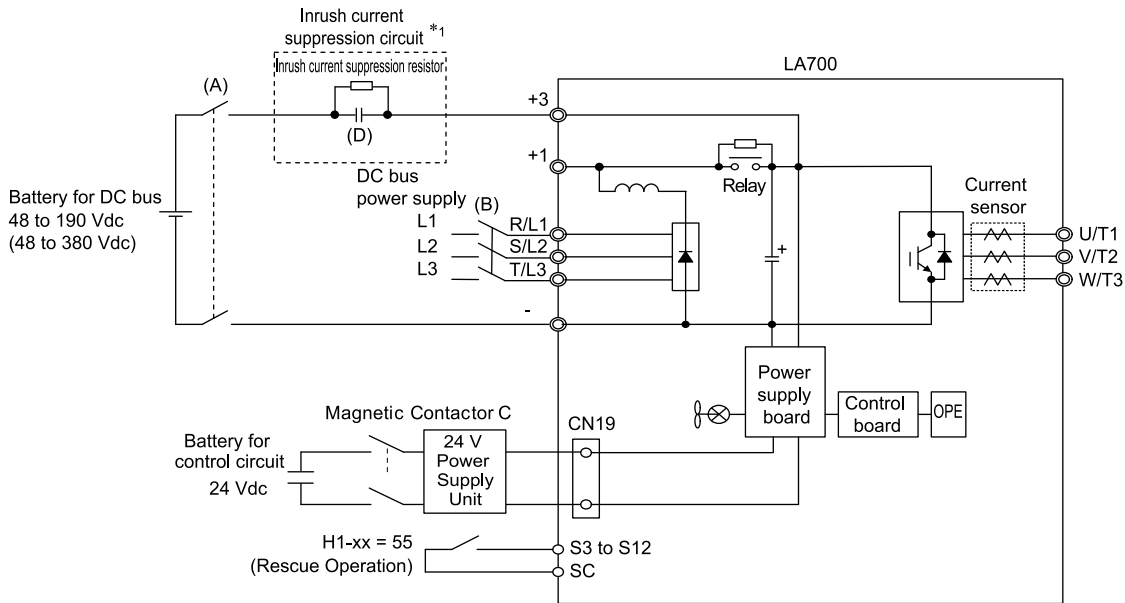 Inrush current
suppression circuit *1
Inrush current suppression resistor
LA700
(A)
+3
(D)
+1
DC bus
power supply
Relay
Current
sensor
Battery for DC bus
48 to 190 Vdc
(48 to 380 Vdc)
(B)
L1
R/L1
U/T1
L2
S/L2
V/T2
L3
T/L3
W/T3
+
-
Power
supply
board
Control
board
OPE
Magnetic Contactor C
CN19
Battery for
control circuit
24 Vdc
24 V
Power
Supply
Unit
H1-xx = 55
(Rescue Operation)
S3 to S12
SC